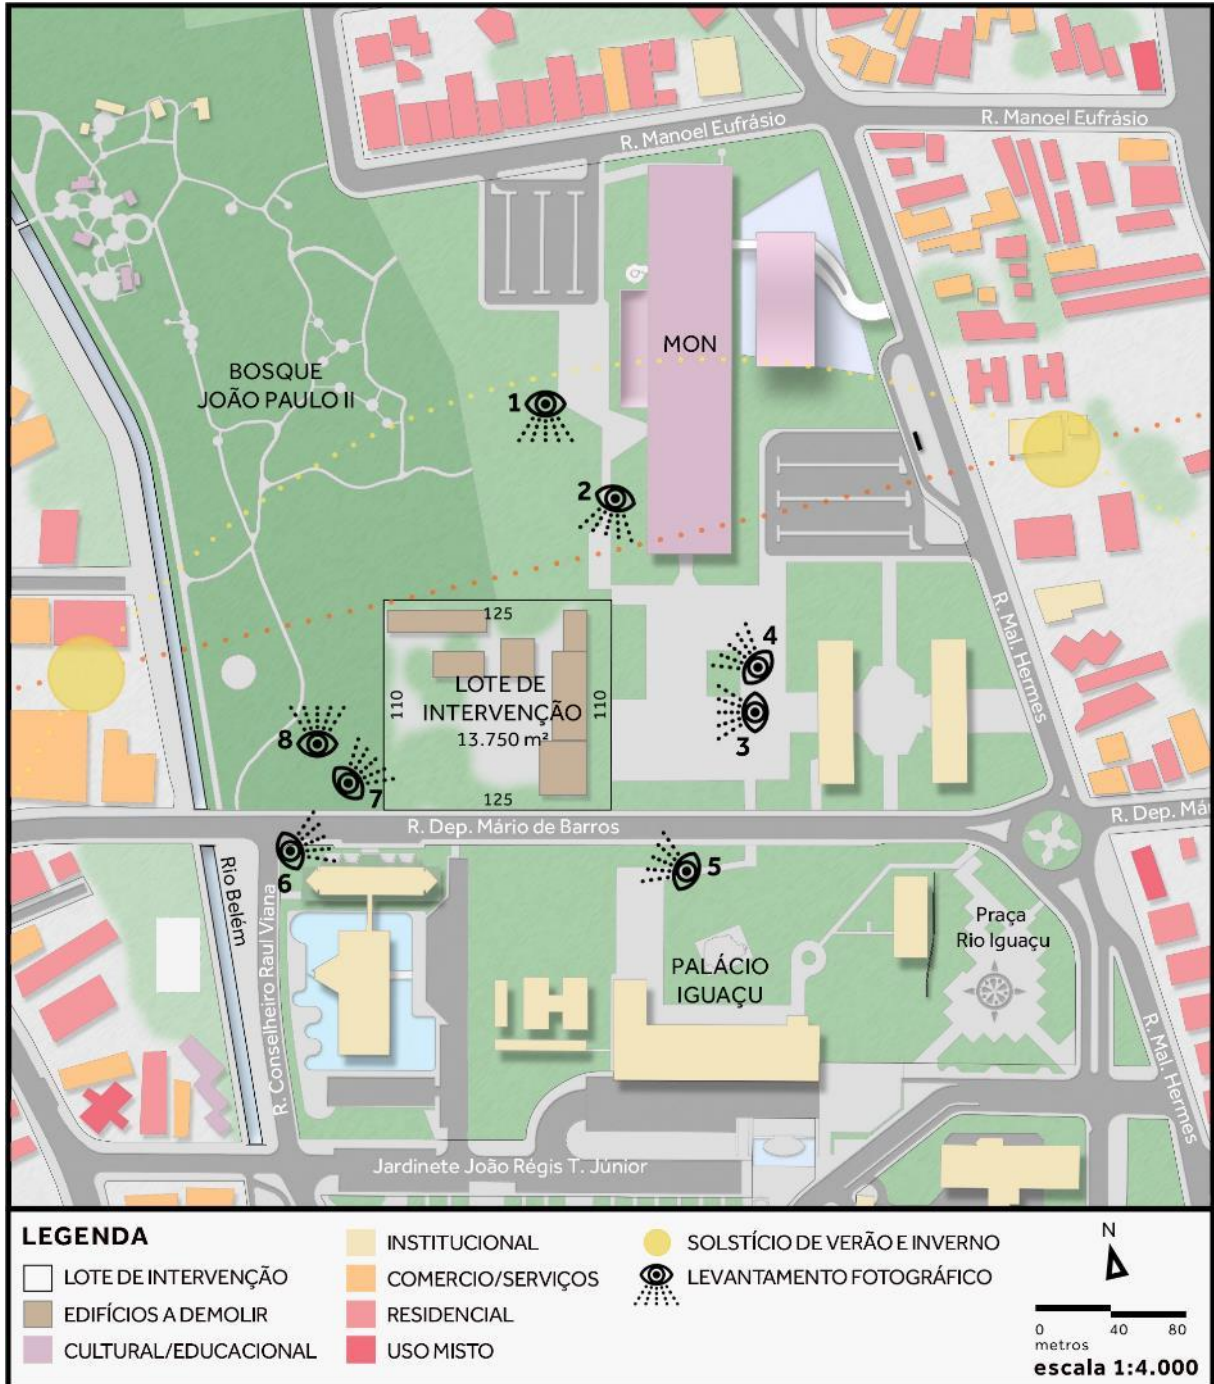 R. Manoel Eufrásio
R. Manoel Eufrásio
MON
BOSQUE
JOÃO PAULO II
1
2
R. Mal. Hermes
125
4
LOTE DE
INTERVENÇÃO
13.750 m²
110
110
3
8
7
125
R. Dep. Mário de Barros
R. Dep. Má
6
5
Rio Belém
R. Conselheiro Raul Viana
Praça
Rio Iguaçu
PALÁCIO
IGUAÇU
R. Mal. Hermes
Jardinete João Régis T. Júnior
LEGENDA
LOTE DE INTERVENÇÃO
EDIFÍCIOS A DEMOLIR
CULTURAL/EDUCACIONAL
INSTITUCIONAL
COMERCIO/SERVIÇOS
RESIDENCIAL
USO MISTO
SOLSTÍCIO DE VERÃO E INVERNO
LEVANTAMENTO FOTOGRÁFICO
N
0 40 80
metros
escala 1:4.000